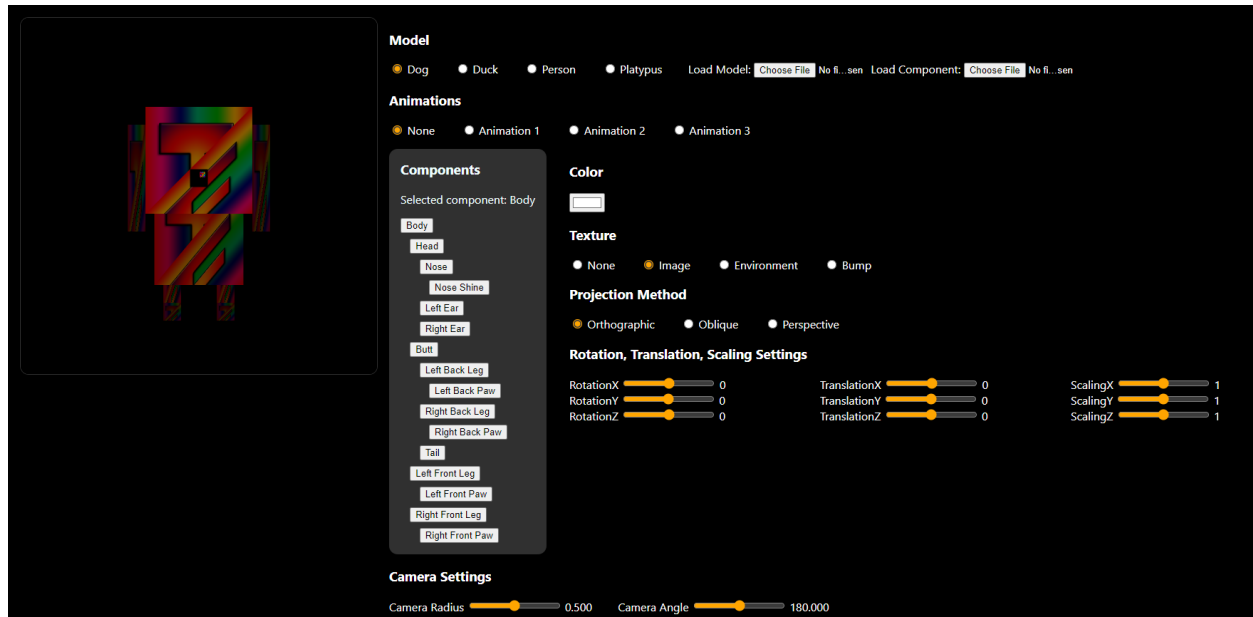 Model
Dog Duck Person Platypus Load Model: Choose File No fi...sen Load Component: Choose File No fi...sen
Animations
None Animation 1 Animation 2 Animation 3
Components
Selected component: Body
Body
Head
Nose
Nose Shine
Left Ear
Right Ear
Butt
Left Back Leg
Left Back Paw
Right Back Leg
Right Back Paw
Tail
Left Front Leg
Left Front Paw
Right Front Leg
Right Front Paw
Color
Texture
None Image Environment Bump
Projection Method
Orthographic Oblique Perspective
Rotation, Translation, Scaling Settings
RotationX 0 TranslationX 0 ScalingX 1
RotationY 0 TranslationY 0 ScalingY 1
RotationZ 0 TranslationZ 0 ScalingZ 1
Camera Settings
Camera Radius 0.500 Camera Angle 180.000